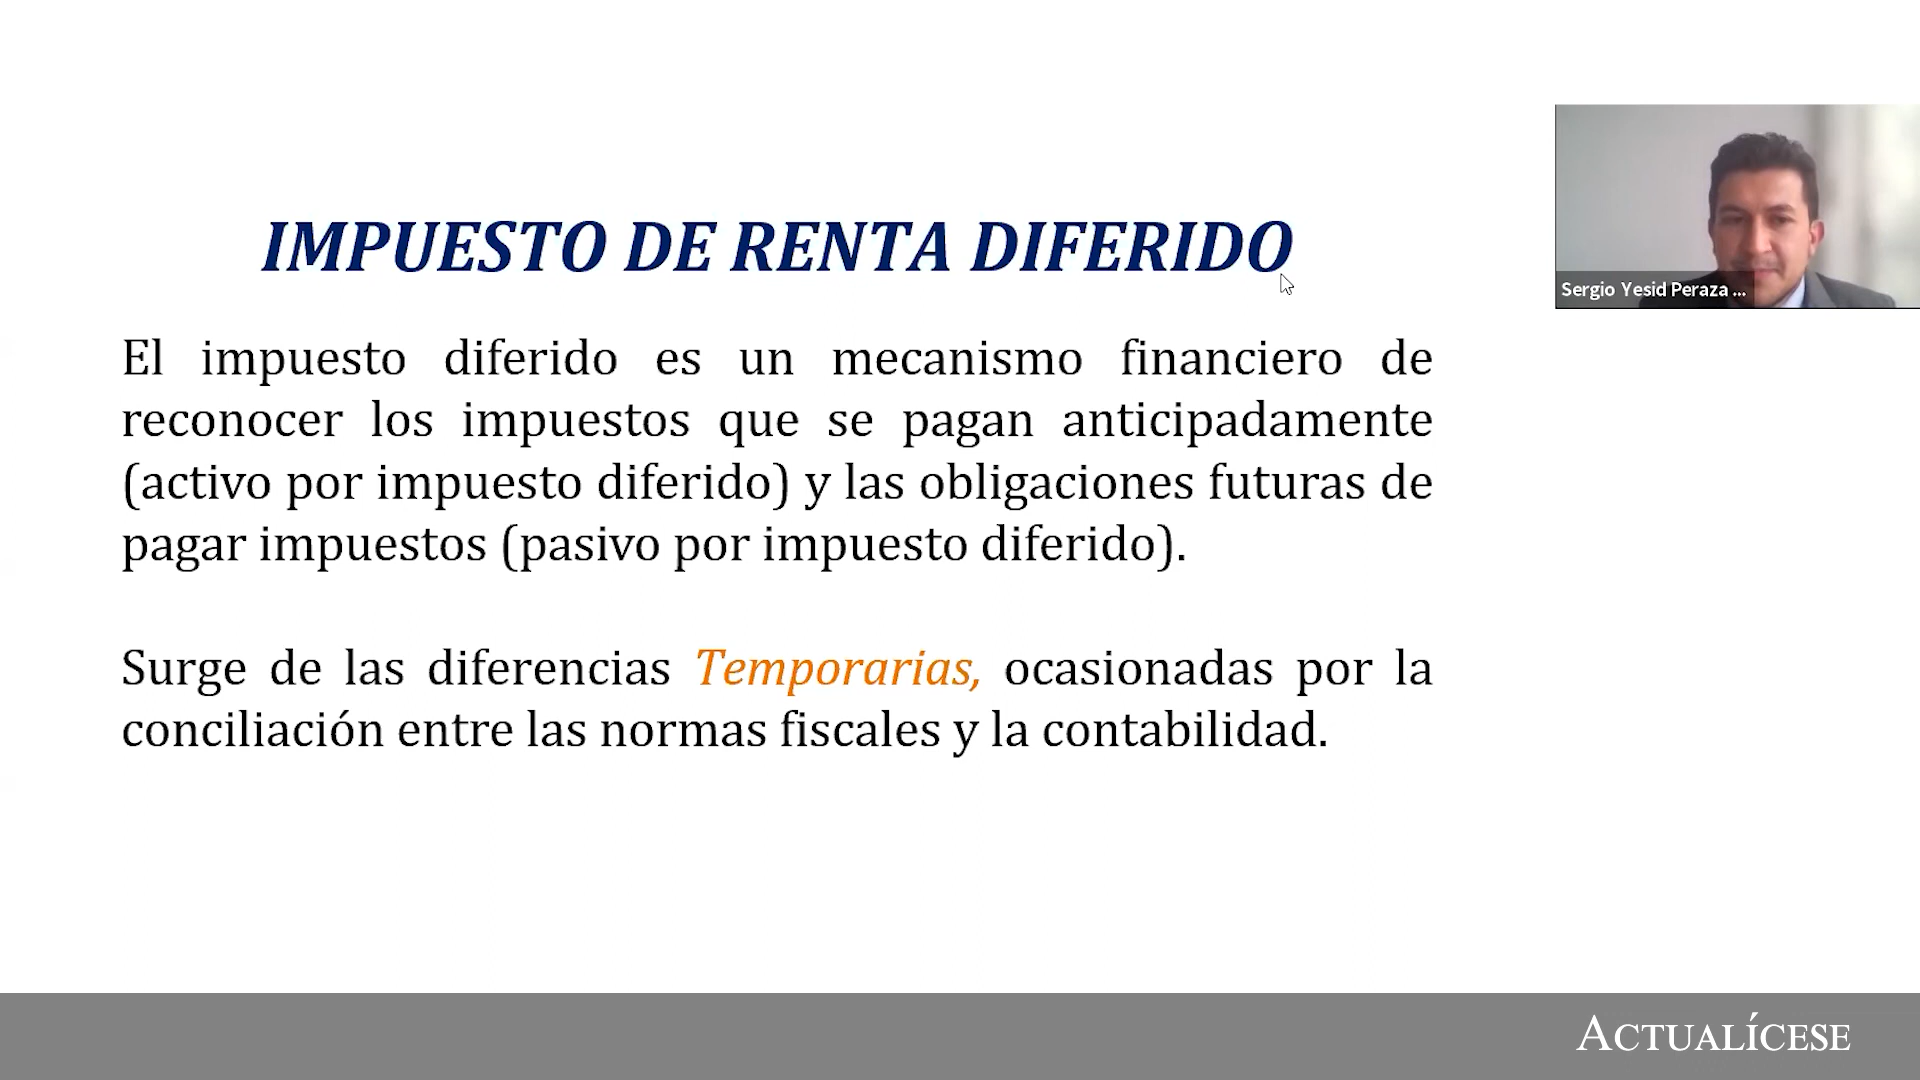 IMPUESTO DE RENTA DIFERIDO
Sergio Yesid Peraza ...
El impuesto diferido es un mecanismo financiero de
reconocer los impuestos que se pagan anticipadamente
(activo por impuesto diferido) y las obligaciones futuras de
pagar impuestos (pasivo por impuesto diferido).
Surge de las diferencias Temporarias, ocasionadas por la
conciliación entre las normas fiscales y la contabilidad.
ACTUALÍCESE